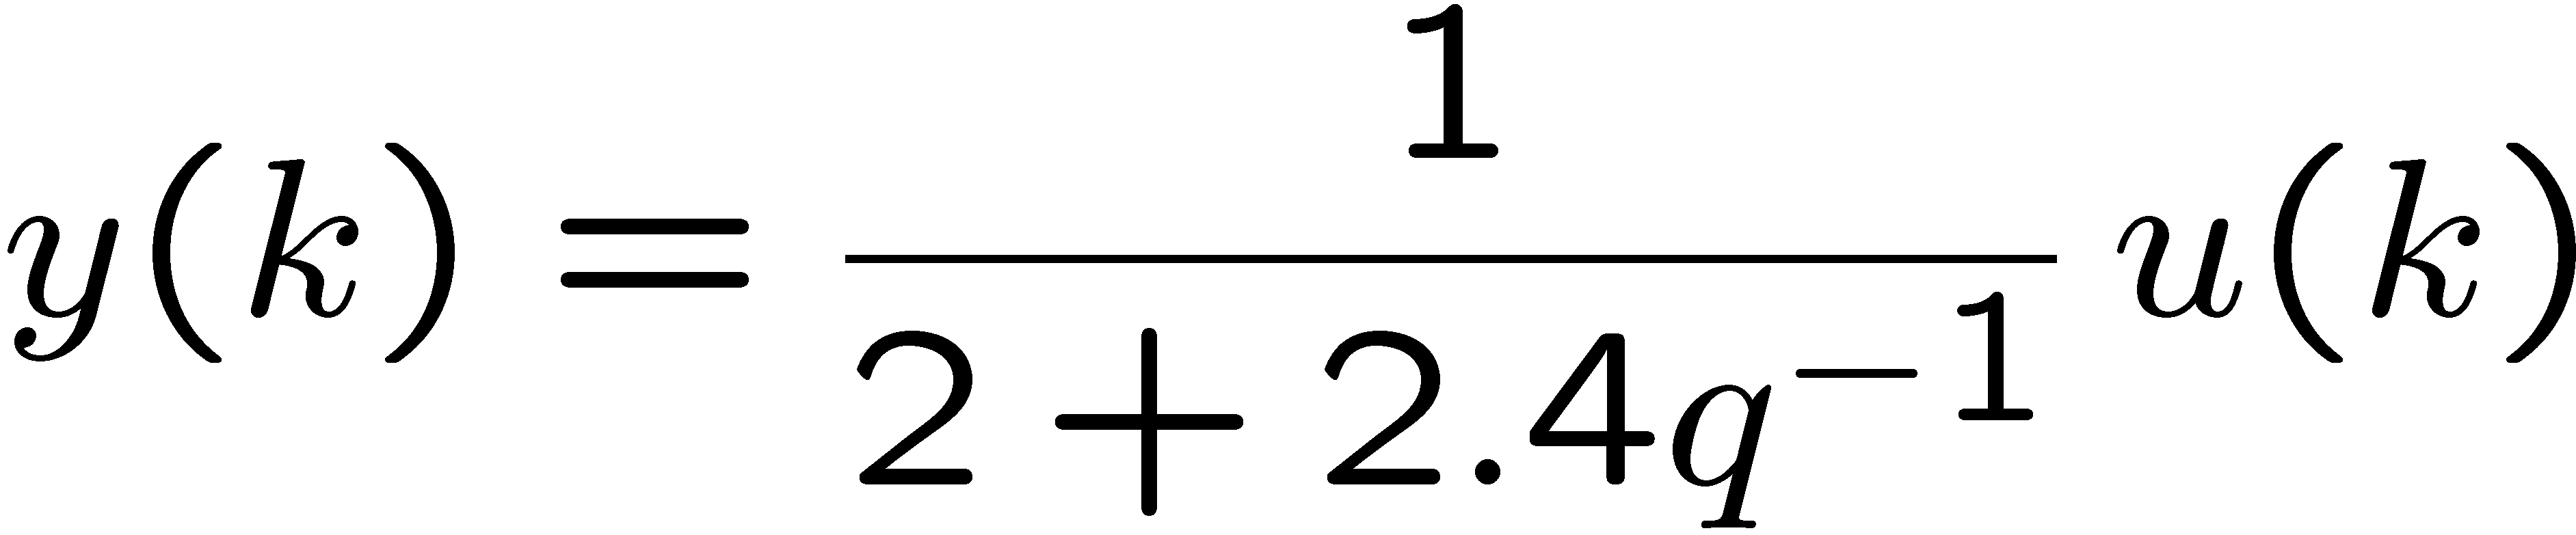 y(k) = \frac{1}{2 + 2.4q^{-1}} u(k)